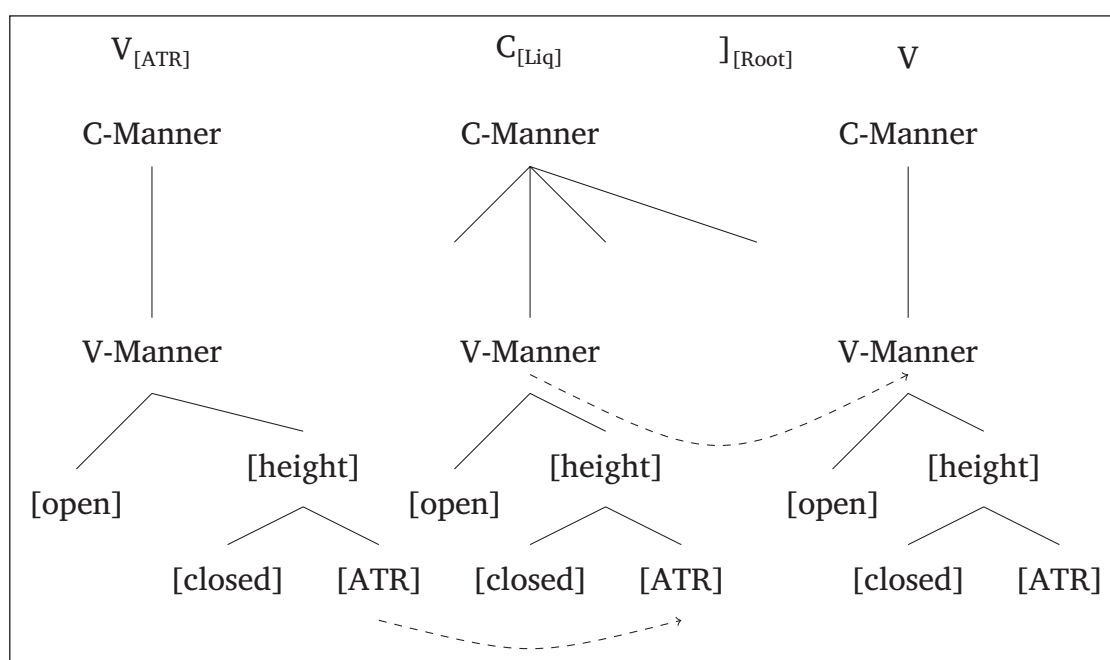 V[ATR] C[Liq] ][Root] V
C-Manner C-Manner C-Manner
V-Manner V-Manner V-Manner
[height] [height] [height]
[open] [open] [open]
[closed] [ATR] [closed] [ATR] [closed] [ATR]